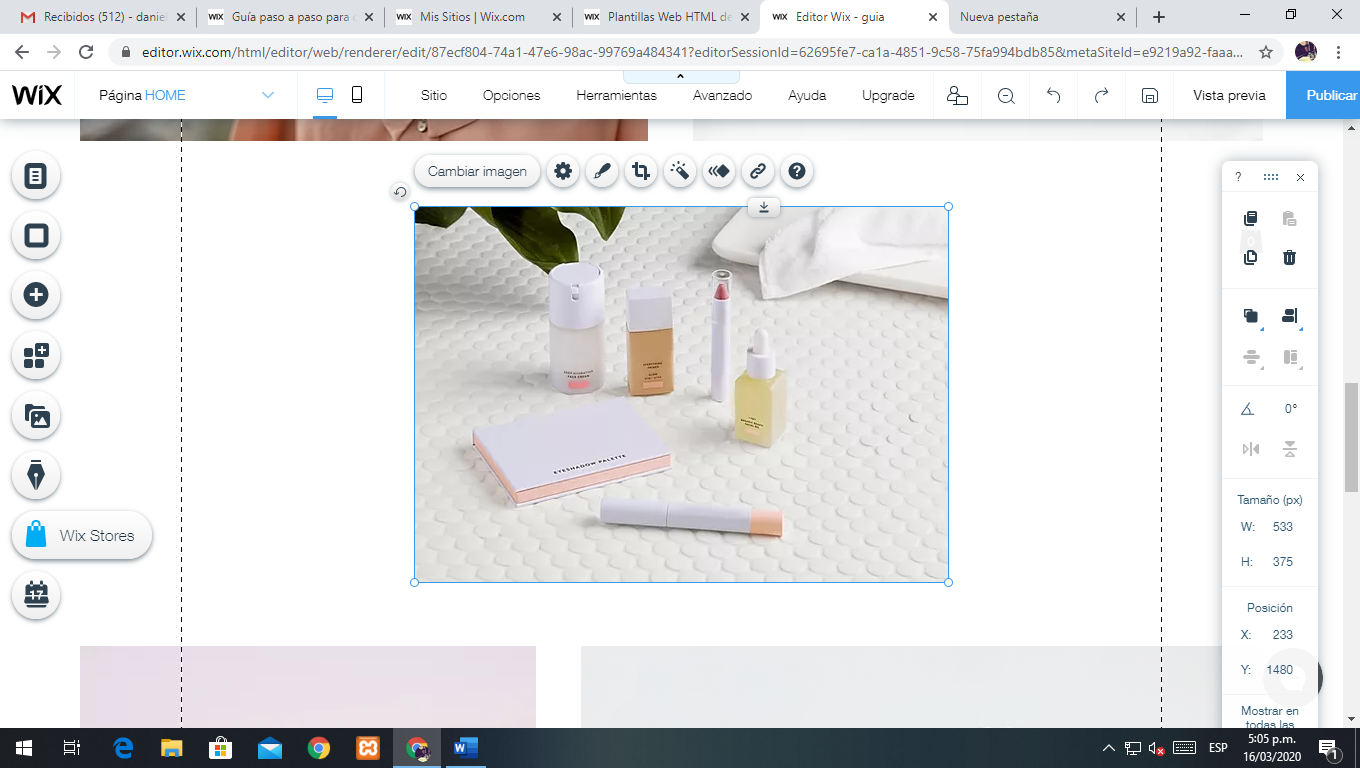 Recibidos (512) - daniel
Guía paso a paso para c
Mis Sitios | Wix.com
Plantillas Web HTML de
Editor Wix - guia
Nueva pestaña
editor.wix.com/html/editor/web/renderer/edit/87ecf804-74a1-47e6-98ac-99769a484341?editorSessionId=62695fe7-ca1a-4851-9c58-75fa994bdb85&metaSiteId=e9219a92-faaa...
WiX
Página HOME
Sitio
Opciones
Herramientas
Avanzado
Ayuda
Upgrade
Vista previa
Publicar
Cambiar imagen
EYESHADOW PALETTE
Wix Stores
17
0°
Tamaño (px)
W: 533
H: 375
Posición
X: 233
Y: 1480
Mostrar en
todas las
ESP
5:05 p.m.
16/03/2020
1